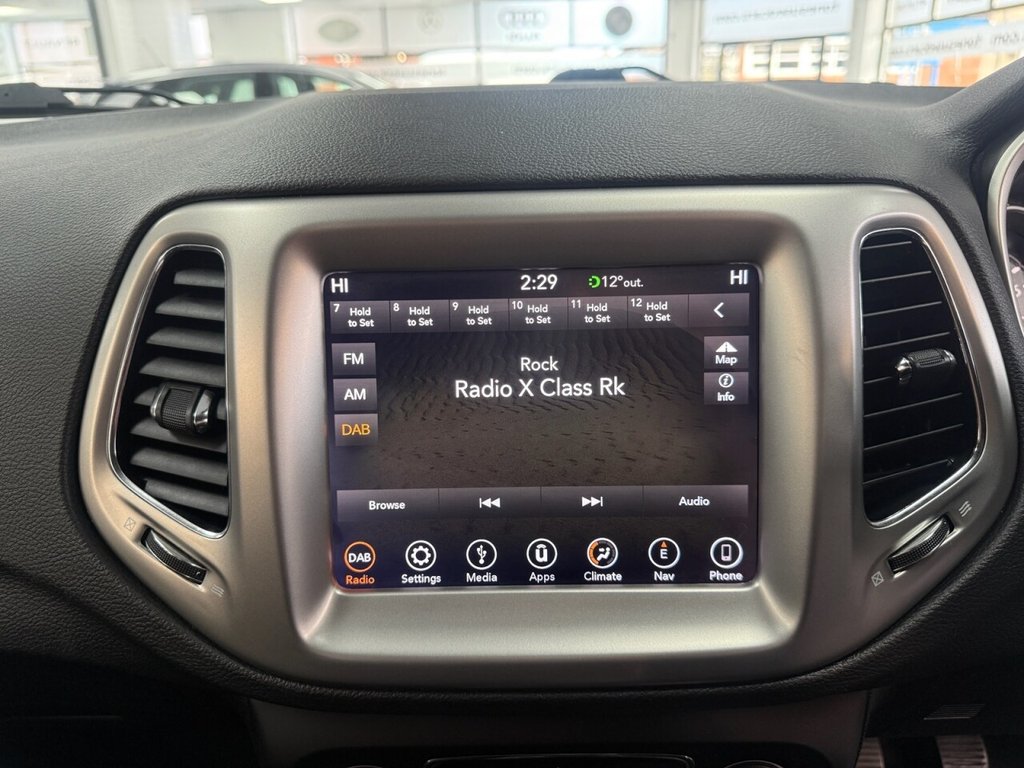 HI 2:29 12° out. HI
7 Hold to Set 8 Hold to Set 9 Hold to Set 10 Hold to Set 11 Hold to Set 12 Hold to Set
FM
AM
DAB
Rock
Radio X Class Rk
Map
Info
Browse Audio
DAB E
Radio Settings Media Apps Climate Nav Phone